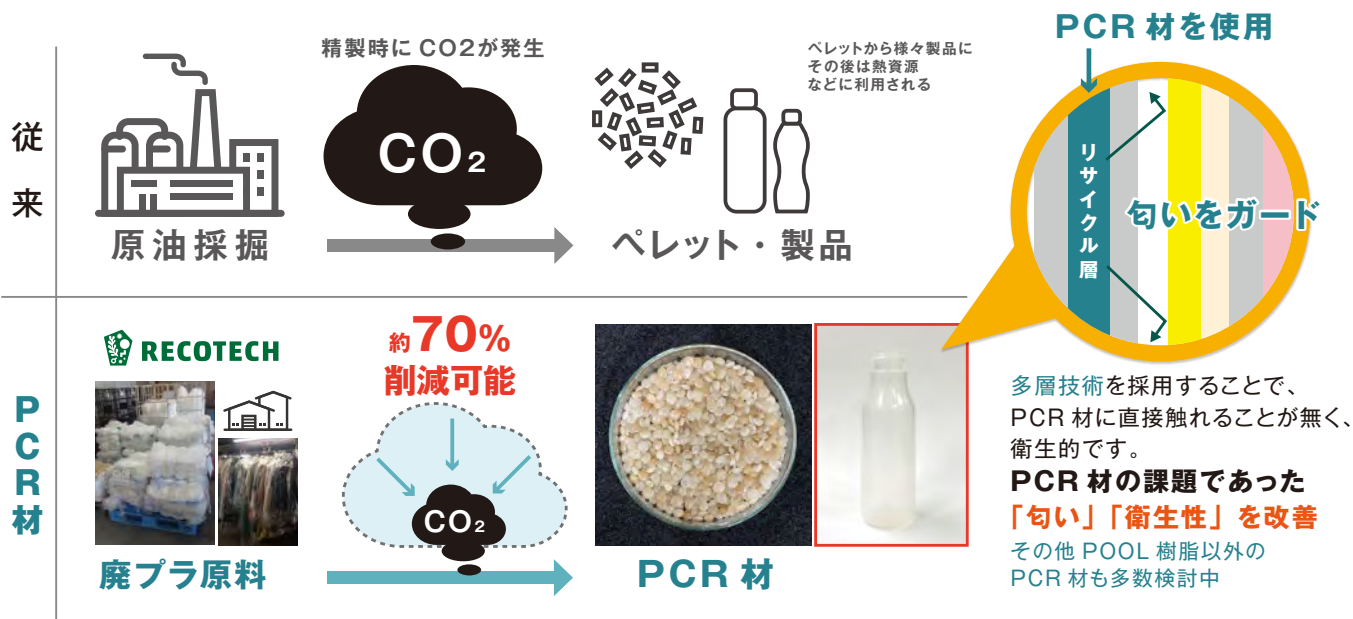 従来
精製時に CO2が発生
CO2
原油採掘
ペレットから様々製品に
その後は熱資源
などに利用される
ペレット・製品
PCR 材を使用
リサイクル層
匂いをガード
PCR材
RECOTECH
廃プラ原料
約70%
削減可能
CO2
PCR 材
多層技術を採用することで、
PCR 材に直接触れることが無く、
衛生的です。
PCR 材の課題であった
「匂い」「衛生性」を改善
その他 POOL 樹脂以外の
PCR 材も多数検討中